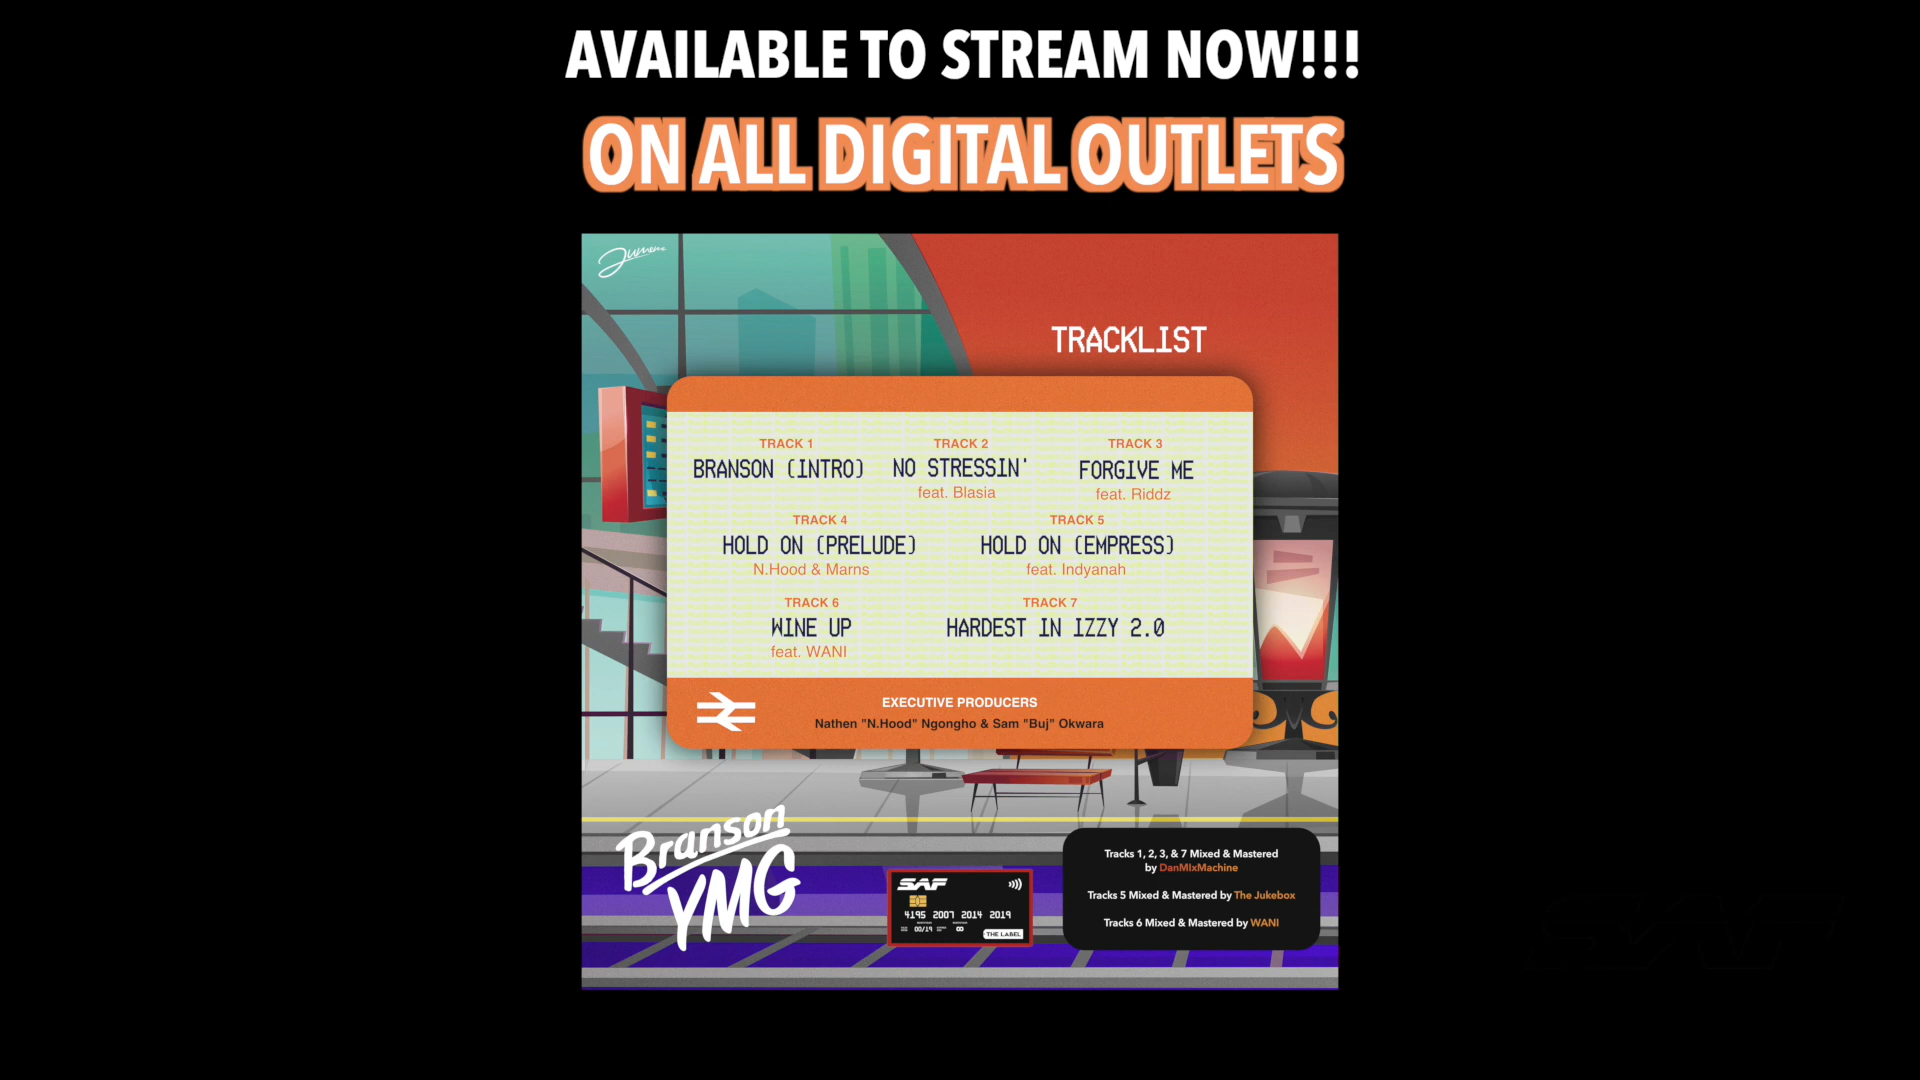 AVAILABLE TO STREAM NOW!!!
ON ALL DIGITAL OUTLETS
TRACKLIST
TRACK 1
BRANSON (INTRO)
TRACK 2
NO STRESSIN'
feat. Blasia
TRACK 3
FORGIVE ME
feat. Riddz
TRACK 4
HOLD ON (PRELUDE)
N.Hood & Marns
TRACK 5
HOLD ON (EMPRESS)
feat. Indyanah
TRACK 6
WINE UP
feat. WANI
TRACK 7
HARDEST IN IZZY 2.0
EXECUTIVE PRODUCERS
Nathen "N.Hood" Ngongho & Sam "Buj" Okwara
Branson
YMG
SAF
4195 2007 2014 2019
00/19
THE LABEL
Tracks 1, 2, 3, & 7 Mixed & Mastered
by DanMIxMachine
Tracks 5 Mixed & Mastered by The Jukebox
Tracks 6 Mixed & Mastered by WANI